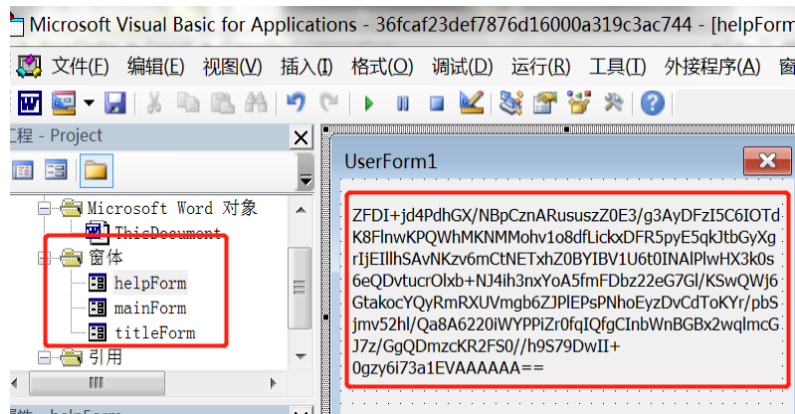 Microsoft Visual Basic for Applications - 36fcaf23def7876d16000a319c3ac744 - [helpForm
文件(F) 编辑(E) 视图(V) 插入(I) 格式(O) 调试(D) 运行(R) 工具(T) 外接程序(A) 窗
工程 - Project
Microsoft Word 对象
ThisDocument
窗体
helpForm
mainForm
titleForm
引用
UserForm1
ZFDI+jd4PdhGX/NBpCznARususzZ0E3/g3AyDFzI5C6IOTd
K8FlnwKPQWhMKNMMohv1o8dfLickxDFR5pyE5qkJtbGyXg
rIjEIllhSAvNKzv6mCtNETxhZ0BYIBV1U6t0INAlPlwHX3k0s
6eQDvtucrOlxb+NJ4ih3nxYoA5fmFDbz22eG7Gl/KSwQWj6
GtakocYQyRmRXUVmgb6ZJPlEPsPNhoEyzDvCdToKYr/pbS
jmv52hl/Qa8A6220iWYPPiZr0fqIQfgCInbWnBGBx2wqlmcG
J7z/GgQDmzcKR2FS0//h9S79DwII+
0gzy6i73a1EVAAAAAA==